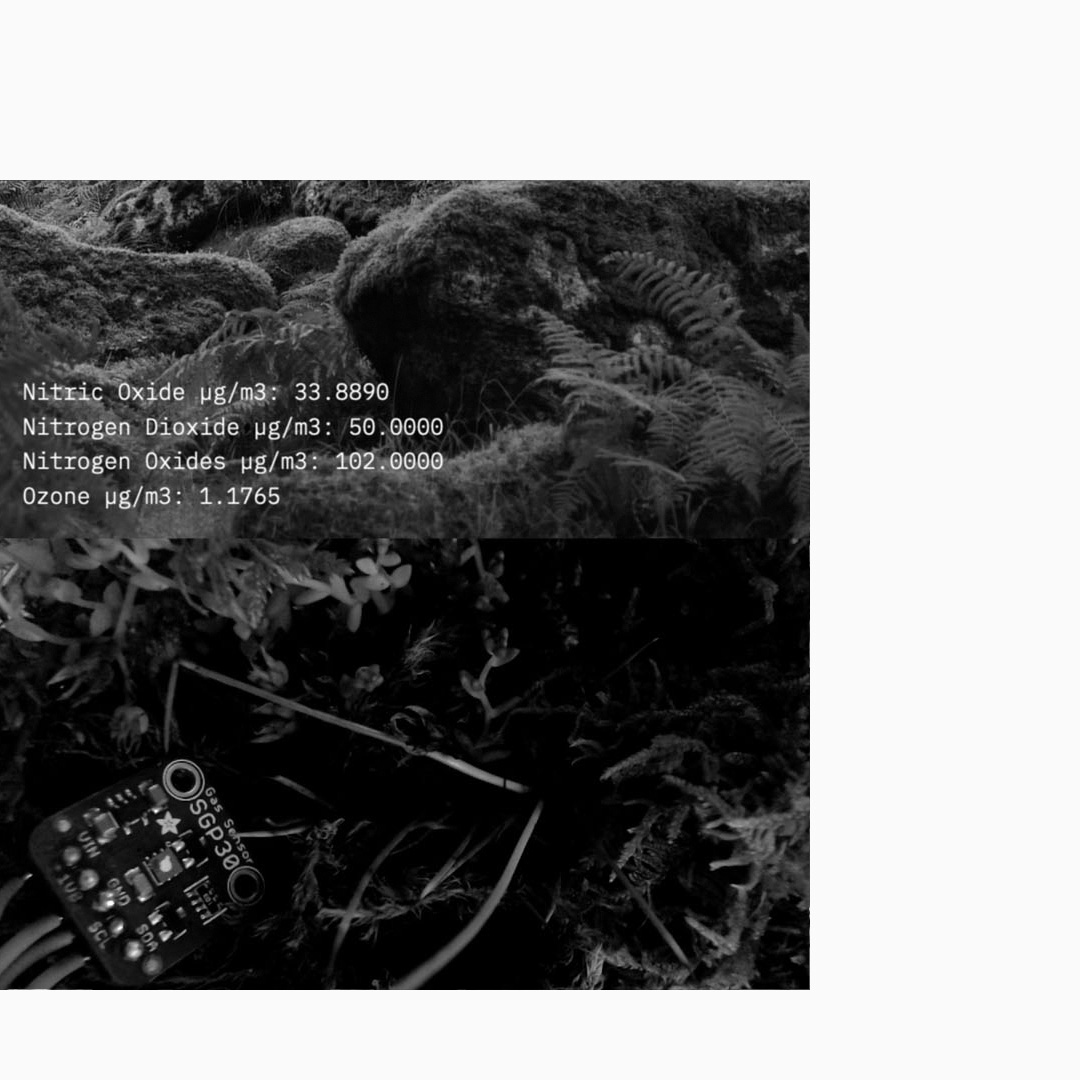 Nitric Oxide µg/m3: 33.8890
Nitrogen Dioxide µg/m3: 50.0000
Nitrogen Oxides µg/m3: 102.0000
Ozone µg/m3: 1.1765
Gas Sensor
SGP30
VIN
1V8
GND
SCL
SDA